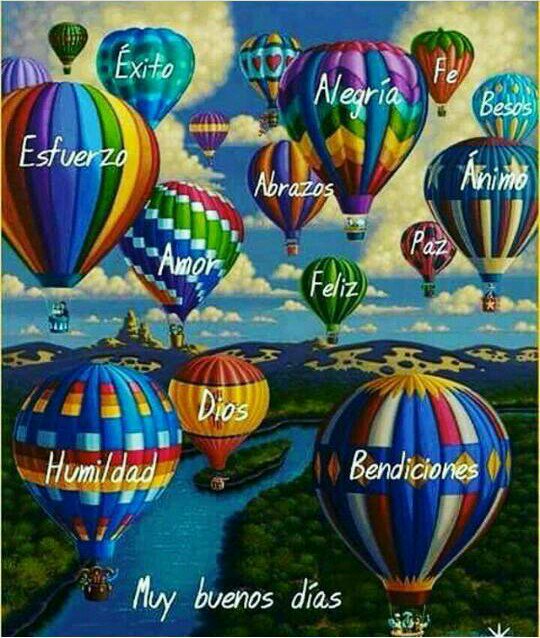 Éxito
Alegría
Fe
Besos
Esfuerzo
Abrazos
Ánimo
Amor
Paz
Feliz
Dios
Humildad
Bendiciones
Muy buenos días